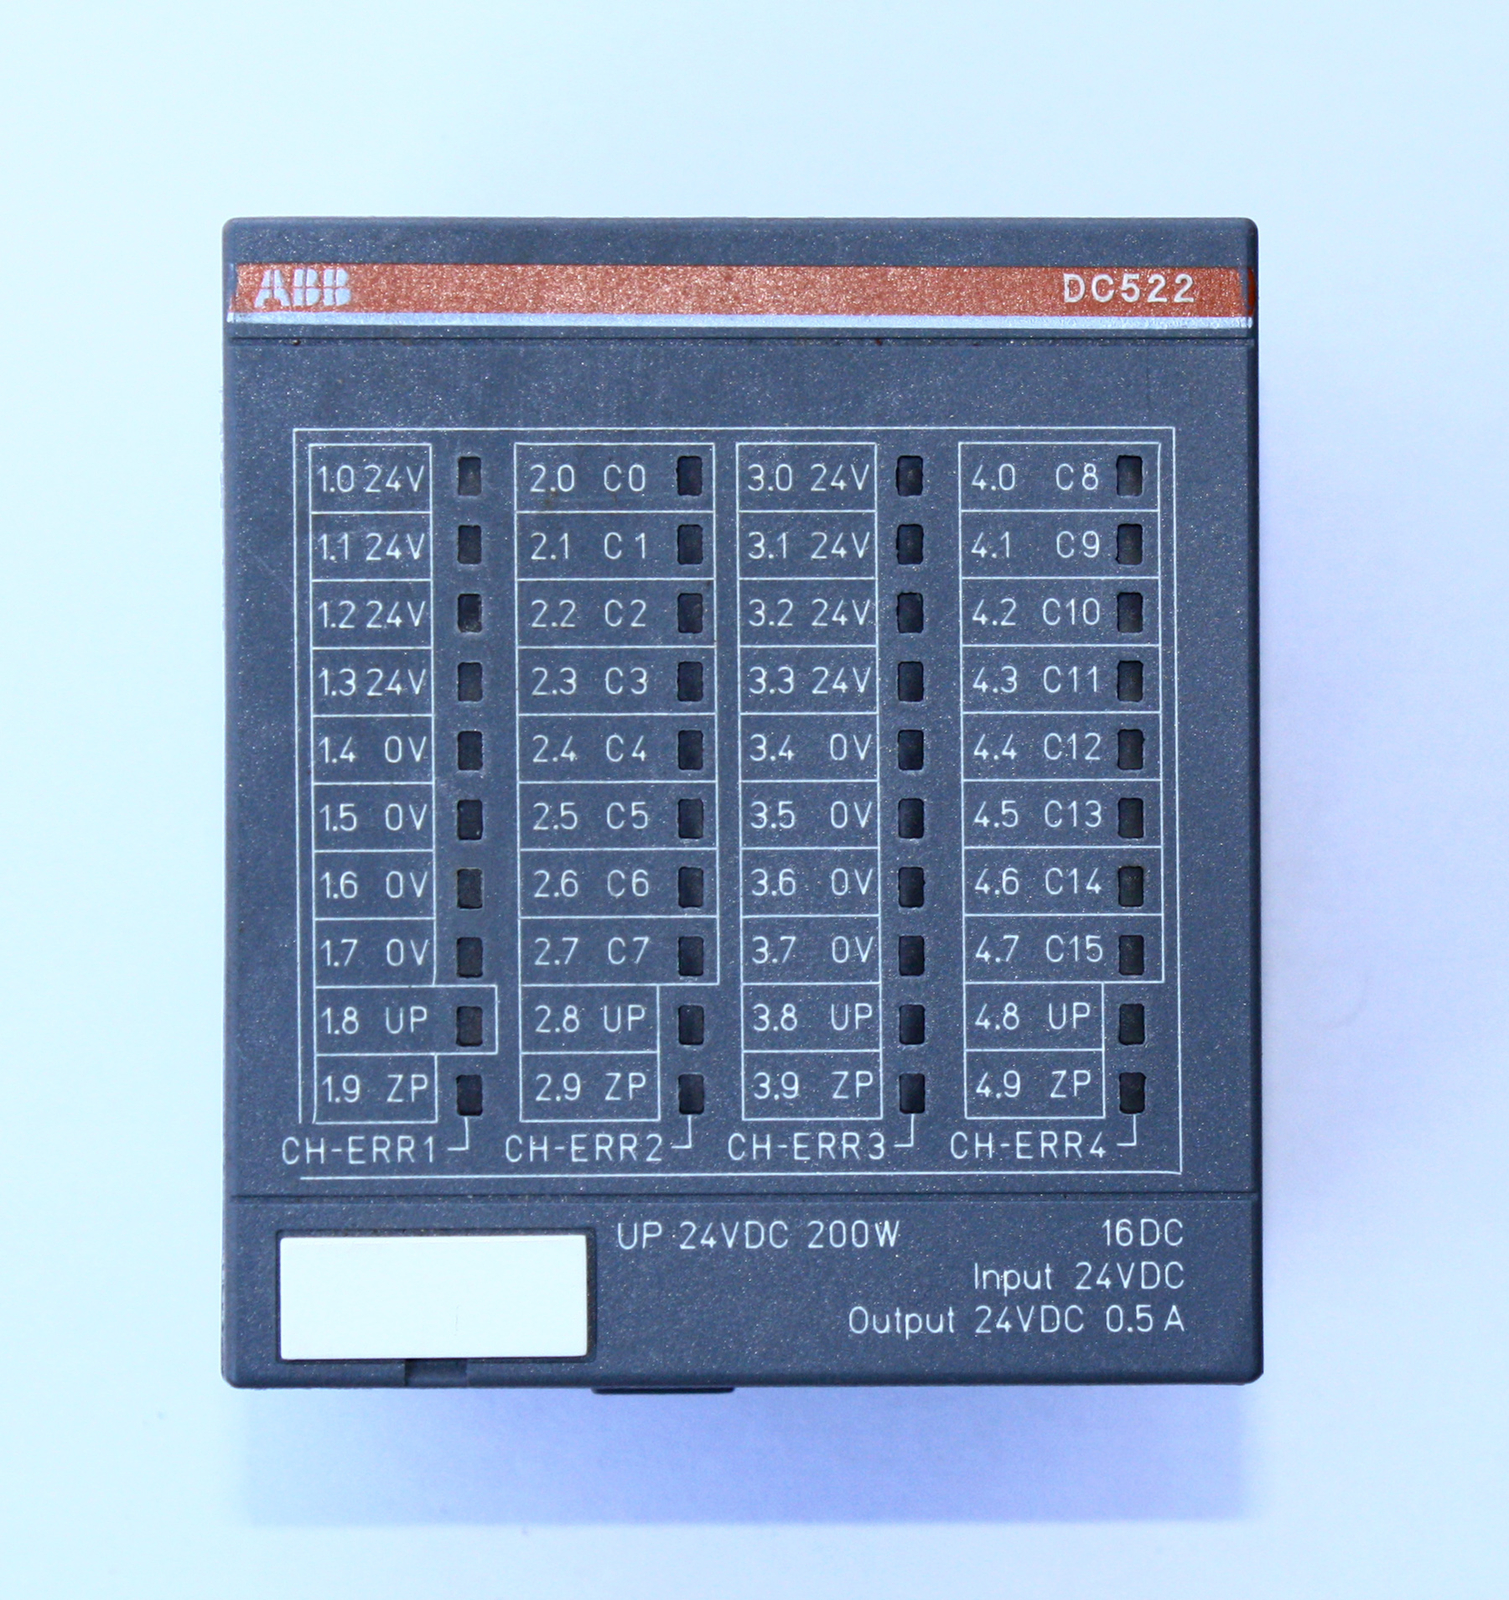 ABB DC522
1.0 24V 2.0 C0 3.0 24V 4.0 C8
1.1 24V 2.1 C1 3.1 24V 4.1 C9
1.2 24V 2.2 C2 3.2 24V 4.2 C10
1.3 24V 2.3 C3 3.3 24V 4.3 C11
1.4 0V 2.4 C4 3.4 0V 4.4 C12
1.5 0V 2.5 C5 3.5 0V 4.5 C13
1.6 0V 2.6 C6 3.6 0V 4.6 C14
1.7 0V 2.7 C7 3.7 0V 4.7 C15
1.8 UP 2.8 UP 3.8 UP 4.8 UP
1.9 ZP 2.9 ZP 3.9 ZP 4.9 ZP
CH-ERR1 CH-ERR2 CH-ERR3 CH-ERR4
UP 24VDC 200W 16DC
Input 24VDC
Output 24VDC 0.5A